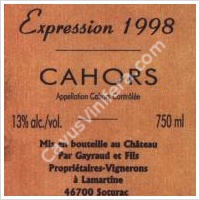 Expression 1998
CAHORS
Appellation Cahors Contrôlée
13% alc./vol. 750 ml
Mis en bouteille au Château
Par Gayraud et Fils
Propriétaires-Vignerons
à Lamartine
46700 Soturac